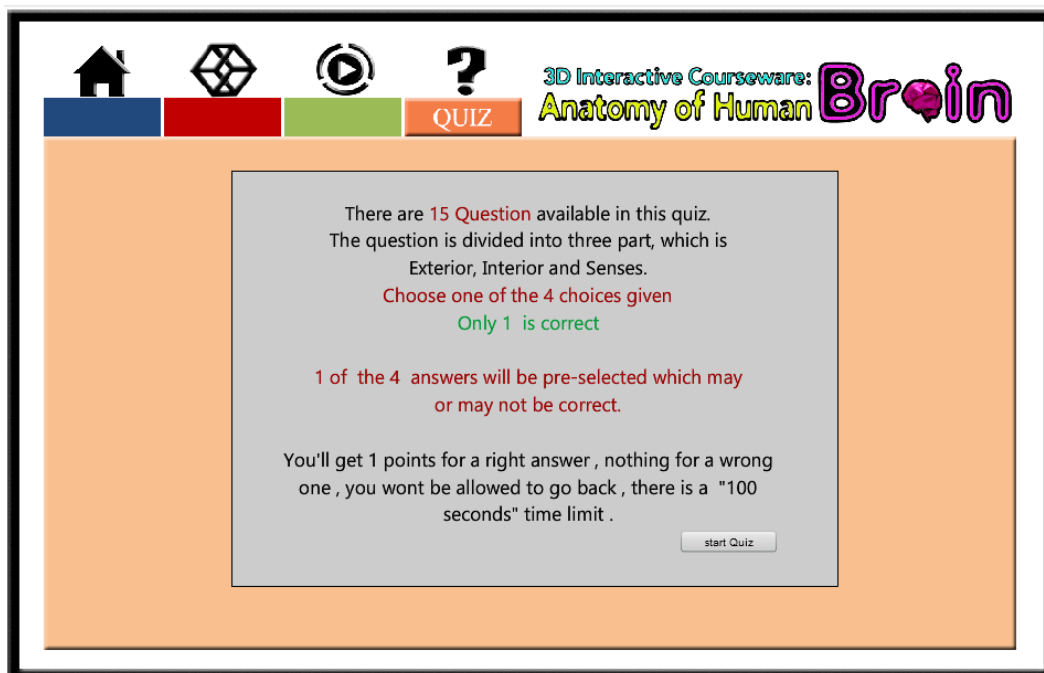 QUIZ
3D Interactive Courseware:
Anatomy of Human
Brain
There are 15 Question available in this quiz.
The question is divided into three part, which is
Exterior, Interior and Senses.
Choose one of the 4 choices given
Only 1 is correct
1 of the 4 answers will be pre-selected which may
or may not be correct.
You'll get 1 points for a right answer , nothing for a wrong
one , you wont be allowed to go back , there is a "100
seconds" time limit .
start Quiz